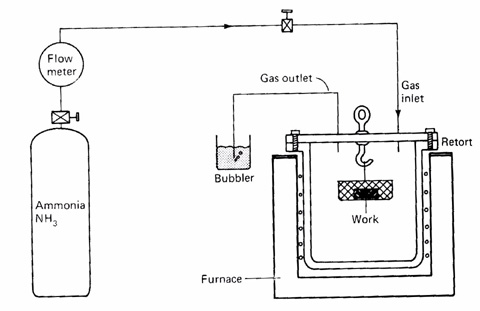 Flow
meter
Gas outlet
Gas
inlet
Retort
Bubbler
Ammonia
NH3
Work
Furnace